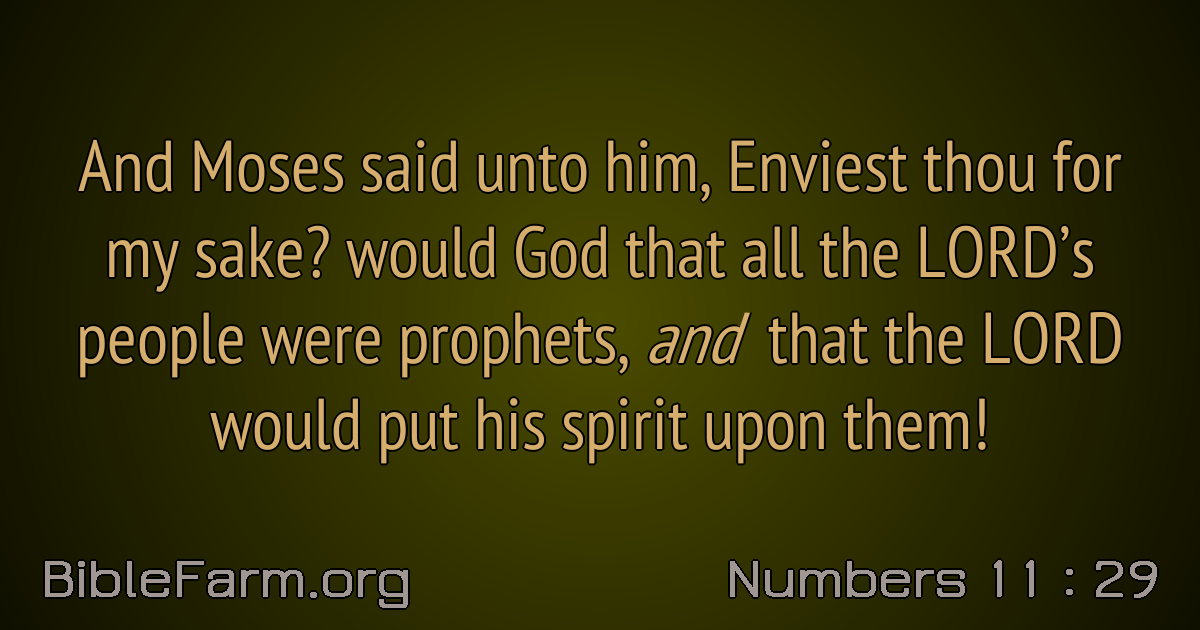 And Moses said unto him, Enviest thou for
my sake? would God that all the LORD’s
people were prophets, and that the LORD
would put his spirit upon them!
BibleFarm.org
Numbers 11 : 29